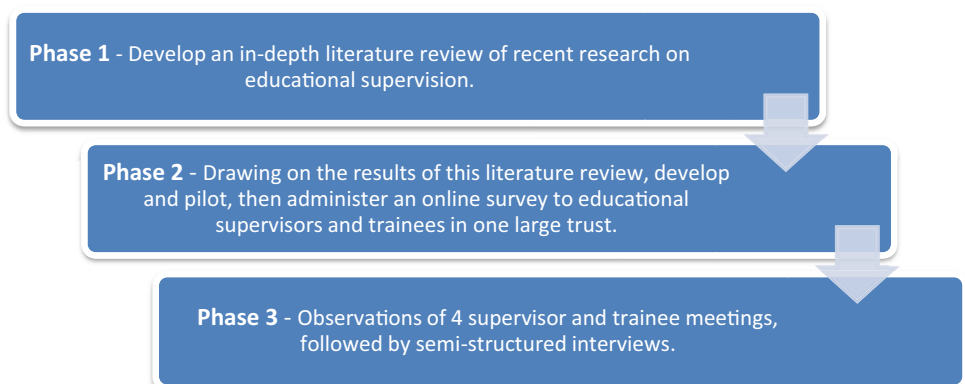 Phase 1 - Develop an in-depth literature review of recent research on
educational supervision.
Phase 2 - Drawing on the results of this literature review, develop
and pilot, then administer an online survey to educational
supervisors and trainees in one large trust.
Phase 3 - Observations of 4 supervisor and trainee meetings,
followed by semi-structured interviews.